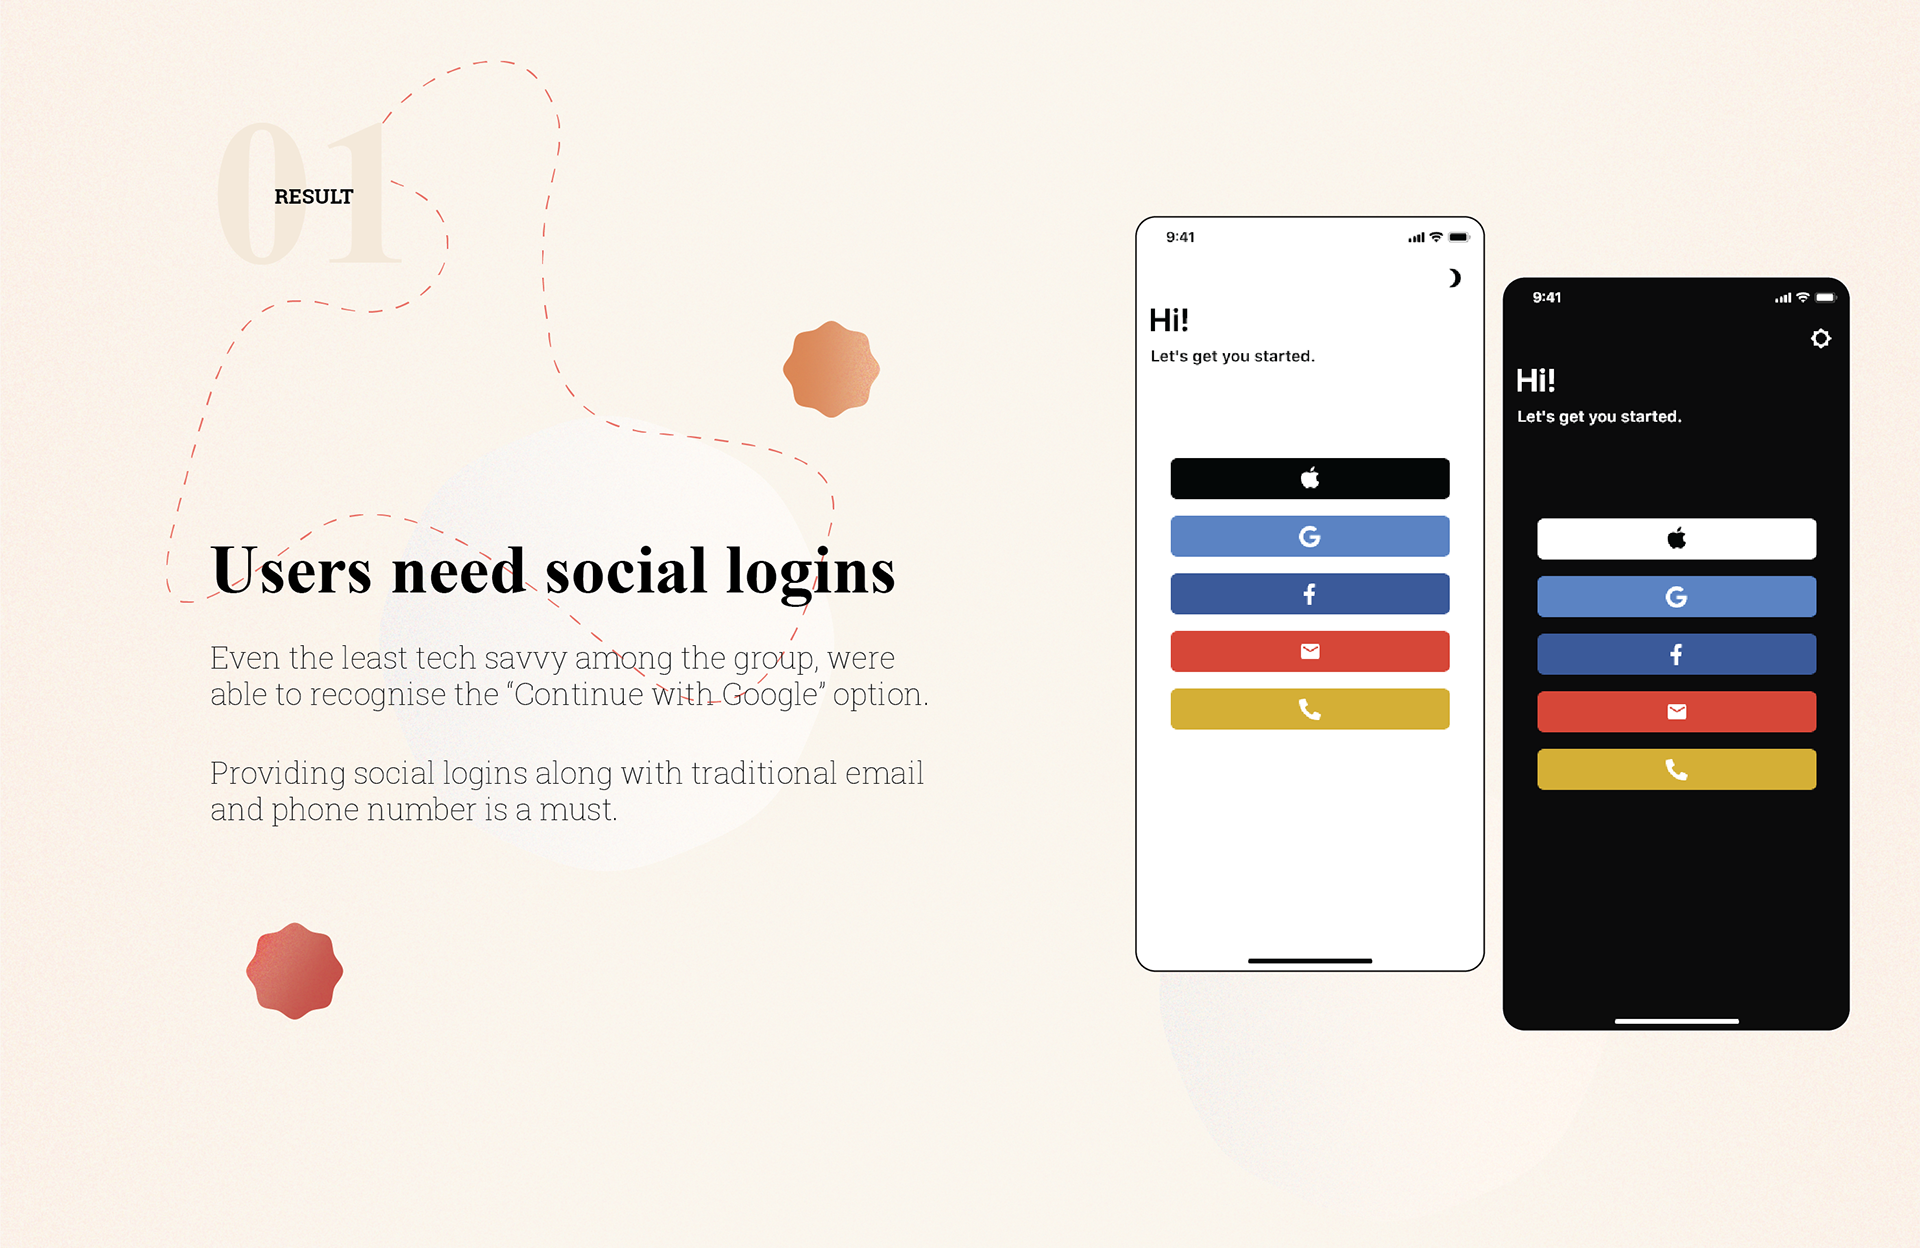 01
RESULT
Users need social logins
Even the least tech savvy among the group, were
able to recognise the “Continue with Google” option.
Providing social logins along with traditional email
and phone number is a must.
9:41
Hi!
Let's get you started.
9:41
Hi!
Let's get you started.